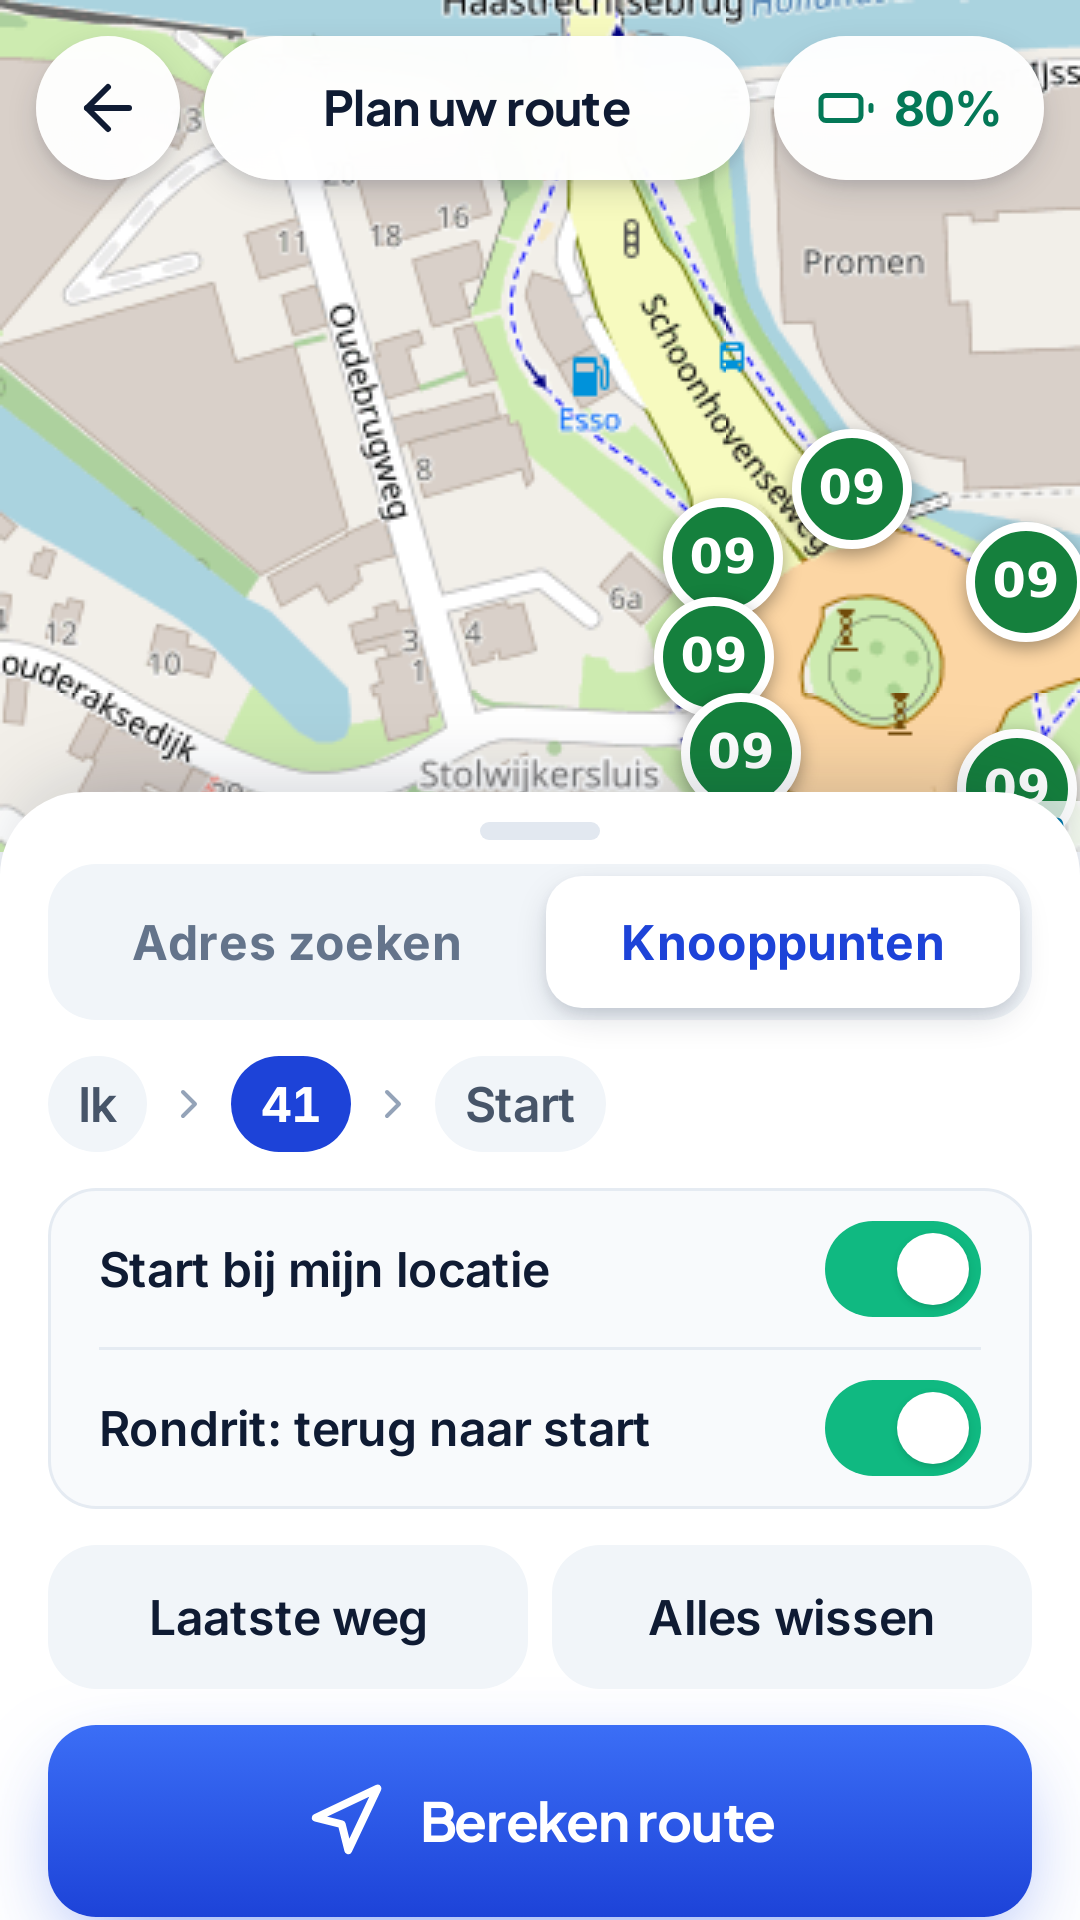 Haastrechtsebrug
Plan uw route
80%
11
18
16
Promen
Oudebrugweg
Schoonhovenseweg
Esso
8
09
09
09
6a
12
10
3
1
4
09
ouderaksedijk
09
Stolwijkersluis
09
Adres zoeken
Knooppunten
Ik
41
Start
Start bij mijn locatie
Rondrit: terug naar start
Laatste weg
Alles wissen
Bereken route